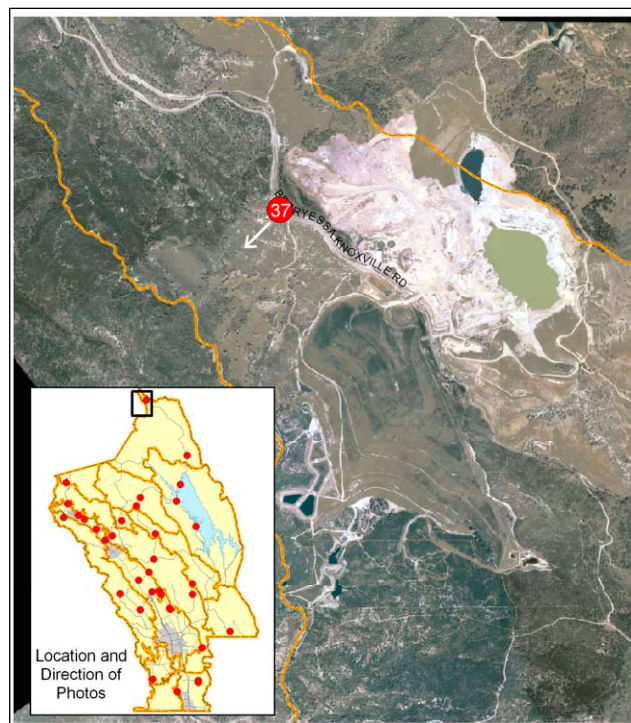 37
BERRYESSA KNOXVILLE RD
Location and
Direction of
Photos